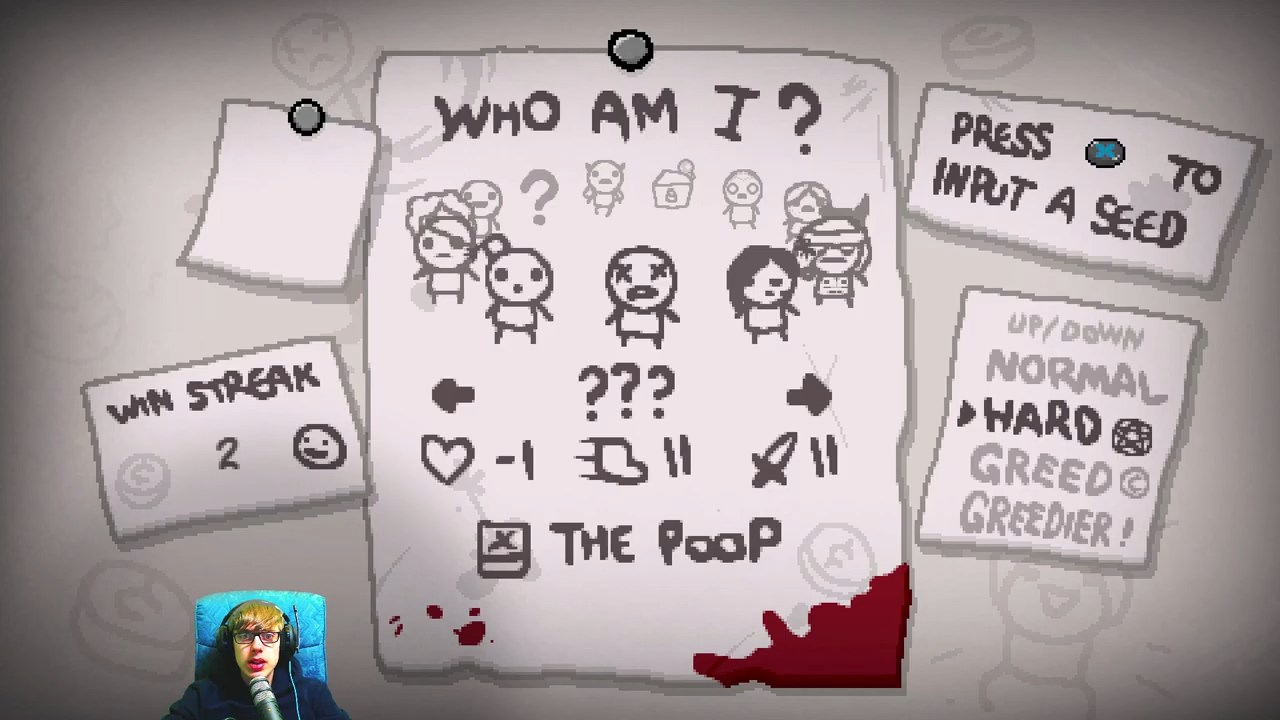 WHO AM I?
?
PRESS X TO
INPUT A SEED
WIN STREAK
2
???
-1
THE POOP
UP/DOWN
NORMAL
HARD
GREED
GREEDIER!